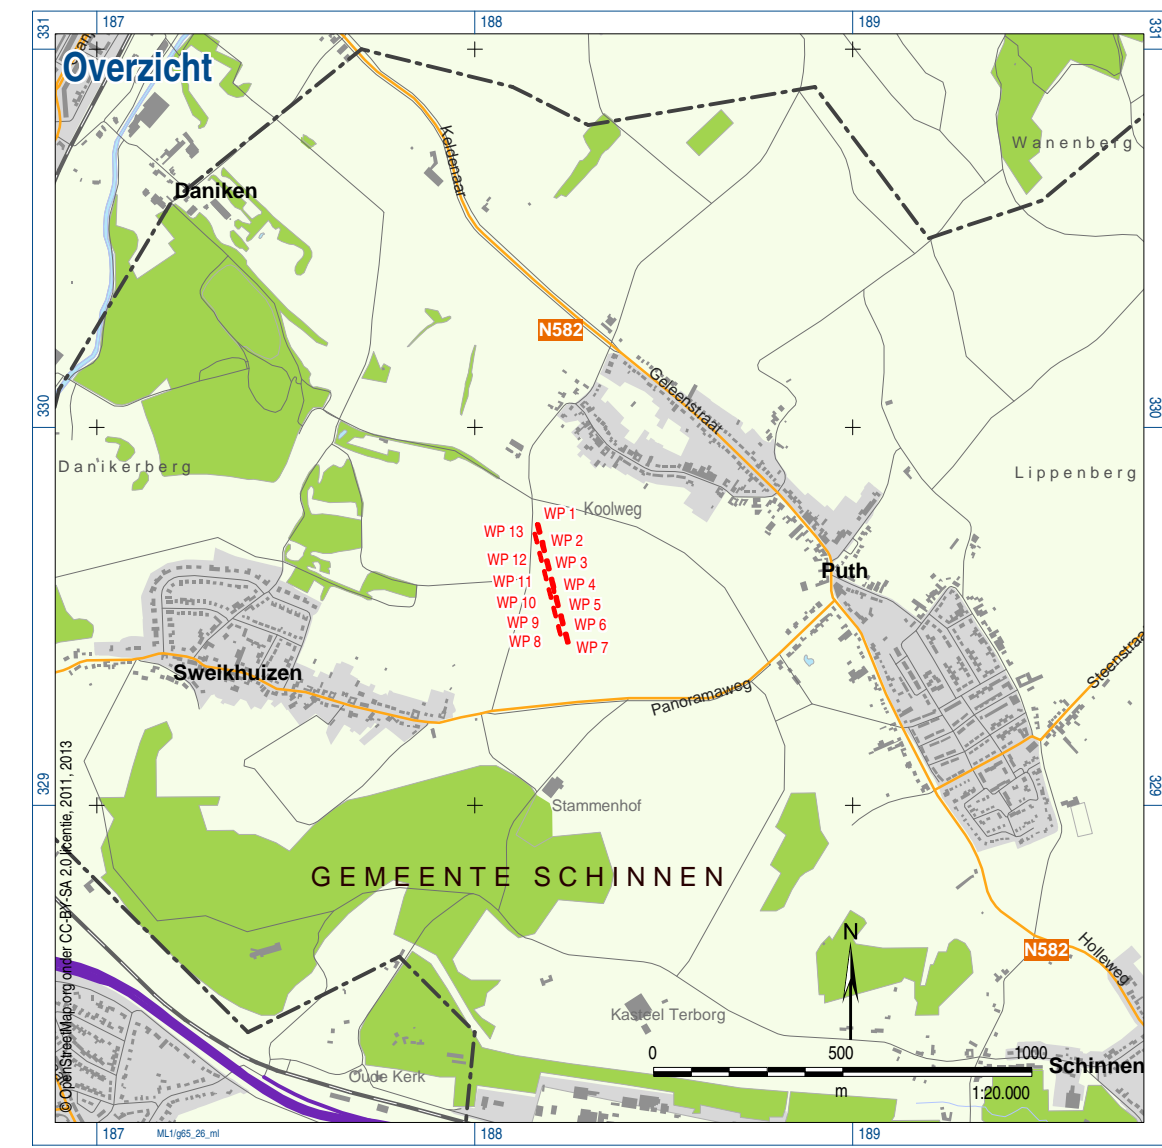 187
188
189
331
331
Overzicht
Keldenaar
Wanenberg
Daniken
N582
Geleenstraat
330
330
Danikerberg
Lippenberg
WP 1
Koolweg
WP 13
WP 2
WP 12
WP 3
WP 11
WP 4
WP 10
WP 5
WP 9
WP 6
WP 8
WP 7
Puth
Sweikhuizen
Panoramaweg
Steenstraa
329
329
Stammenhof
GEMEENTE SCHINNEN
N
N582
Holleweg
Kasteel Terborg
Oude Kerk
0 500 1000
m
1:20.000
Schinnen
© OpenStreetMap.org onder CC-BY-SA 2.0 licentie, 2011, 2013
187
ML1/g65_26_ml
188
189